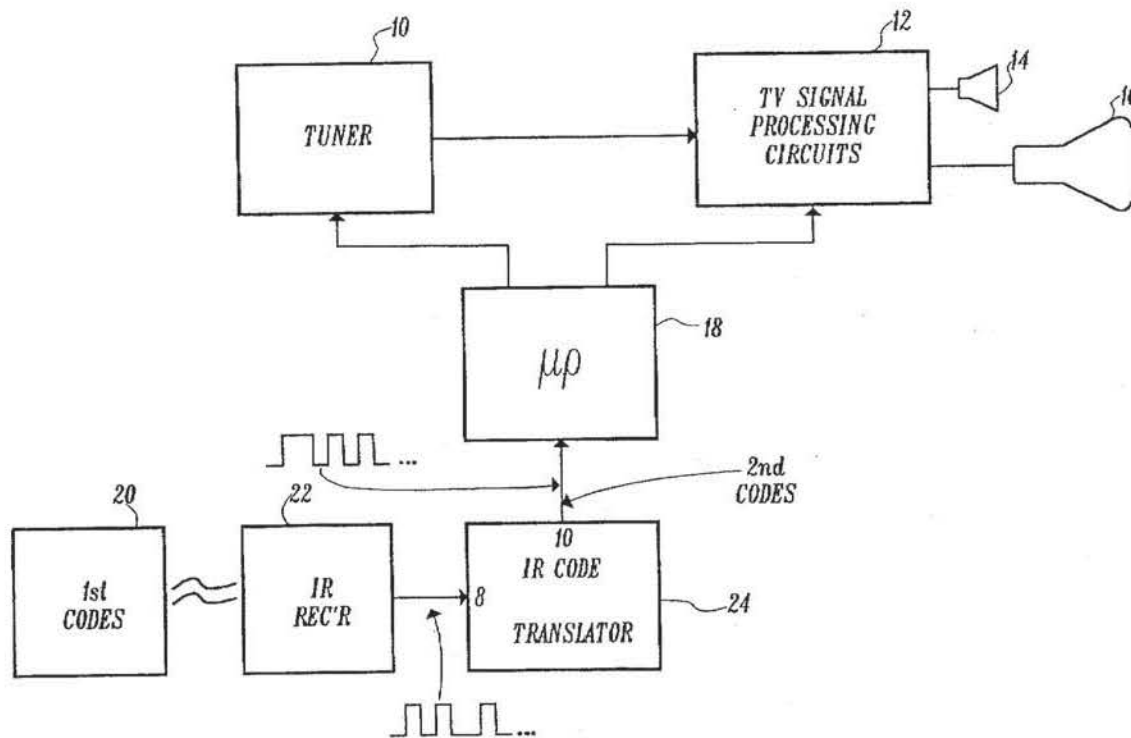 10
TUNER
12
TV SIGNAL
PROCESSING
CIRCUITS
14
18
μρ
2nd
CODES
20
1st
CODES
22
IR
REC'R
8
10
IR CODE
TRANSLATOR
24
...
...